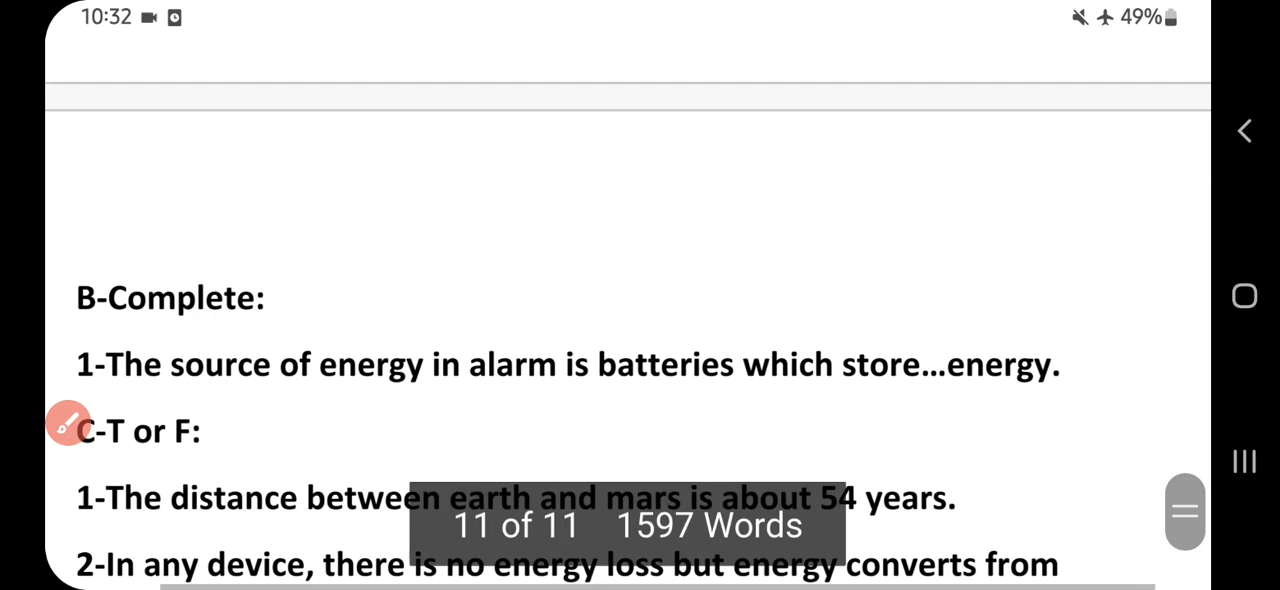 10:32
49%
B-Complete:
1-The source of energy in alarm is batteries which store...energy.
C-T or F:
1-The distance between earth and mars is about 54 years.
11 of 11 1597 Words
2-In any device, there is no energy loss but energy converts from